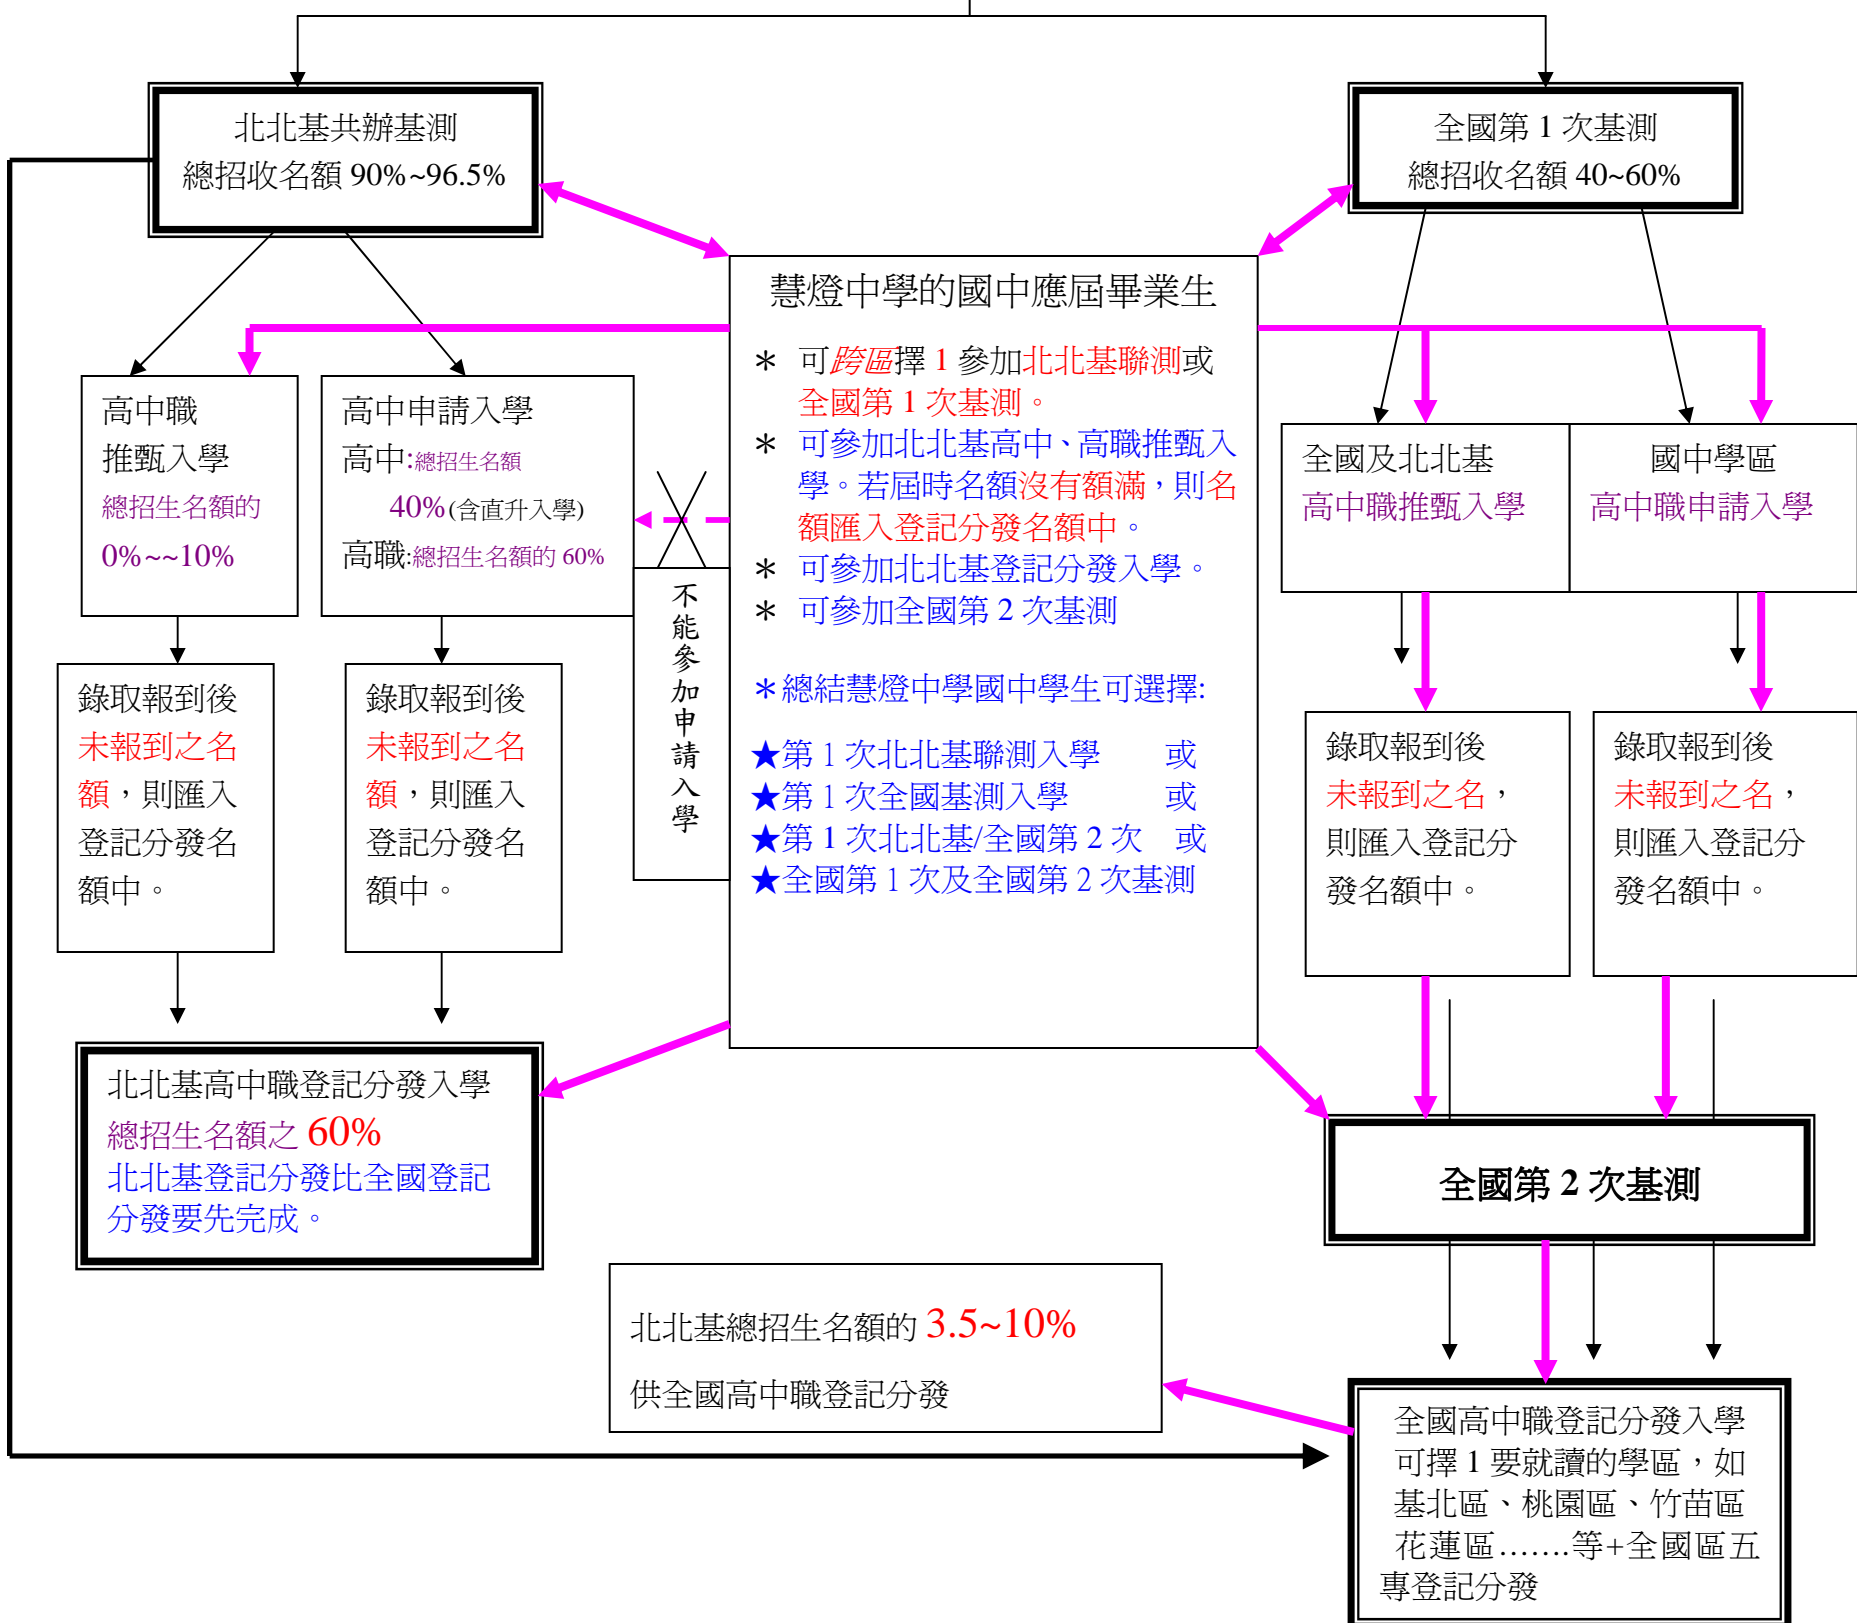 北北基共辦基測
總招收名額 90%~96.5%
全國第 1 次基測
總招收名額 40~60%
慧燈中學的國中應屆畢業生
＊ 可跨區擇 1 參加北北基聯測或
全國第 1 次基測。
＊ 可參加北北基高中、高職推甄入
學。若屆時名額沒有額滿，則名
額匯入登記分發名額中。
＊ 可參加北北基登記分發入學。
＊ 可參加全國第 2 次基測
＊總結慧燈中學國中學生可選擇:
★第 1 次北北基聯測入學 或
★第 1 次全國基測入學 或
★第 1 次北北基/全國第 2 次 或
★全國第 1 次及全國第 2 次基測
高中職
推甄入學
總招生名額的
0%~~10%
高中申請入學
高中:總招生名額
40%(含直升入學)
高職:總招生名額的 60%
不能參加申請入學
全國及北北基
高中職推甄入學
國中學區
高中職申請入學
錄取報到後
未報到之名
額，則匯入
登記分發名
額中。
錄取報到後
未報到之名
額，則匯入
登記分發名
額中。
錄取報到後
未報到之名，
則匯入登記分
發名額中。
錄取報到後
未報到之名，
則匯入登記分
發名額中。
北北基高中職登記分發入學
總招生名額之 60%
北北基登記分發比全國登記
分發要先完成。
全國第 2 次基測
北北基總招生名額的 3.5~10%
供全國高中職登記分發
全國高中職登記分發入學
可擇 1 要就讀的學區，如
基北區、桃園區、竹苗區
花蓮區…….等+全國區五
專登記分發